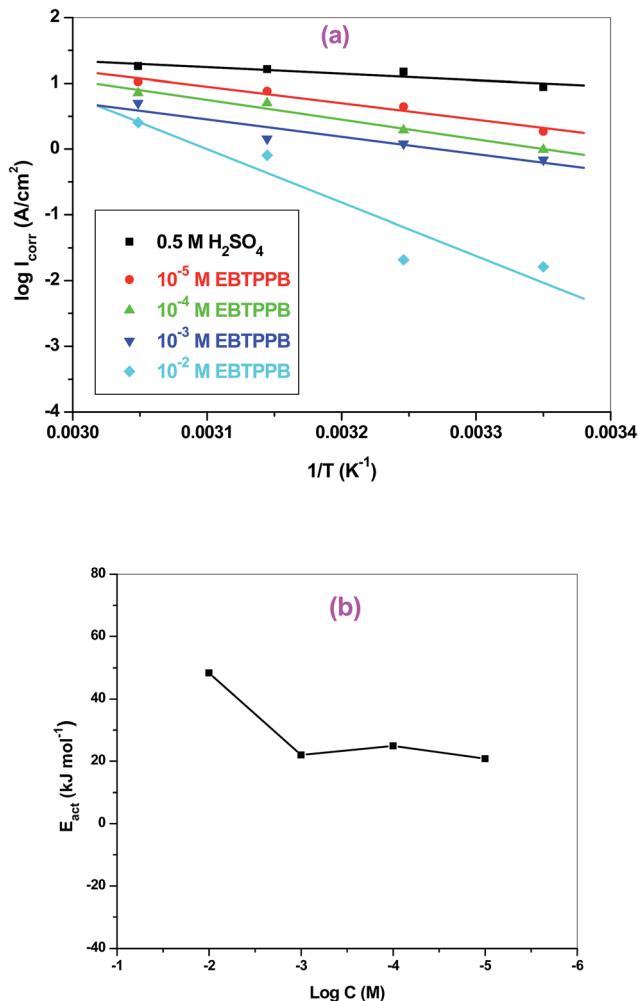 (a)
2
1
0
-1
-2
-3
-4
log I_corr (A/cm²)
0.5 M H₂SO₄
10⁻⁵ M EBTPPB
10⁻⁴ M EBTPPB
10⁻³ M EBTPPB
10⁻² M EBTPPB
0.0030 0.0031 0.0032 0.0033 0.0034
1/T (K⁻¹)
(b)
80
60
40
20
0
-20
-40
E_act (kJ mol⁻¹)
-1 -2 -3 -4 -5 -6
Log C (M)